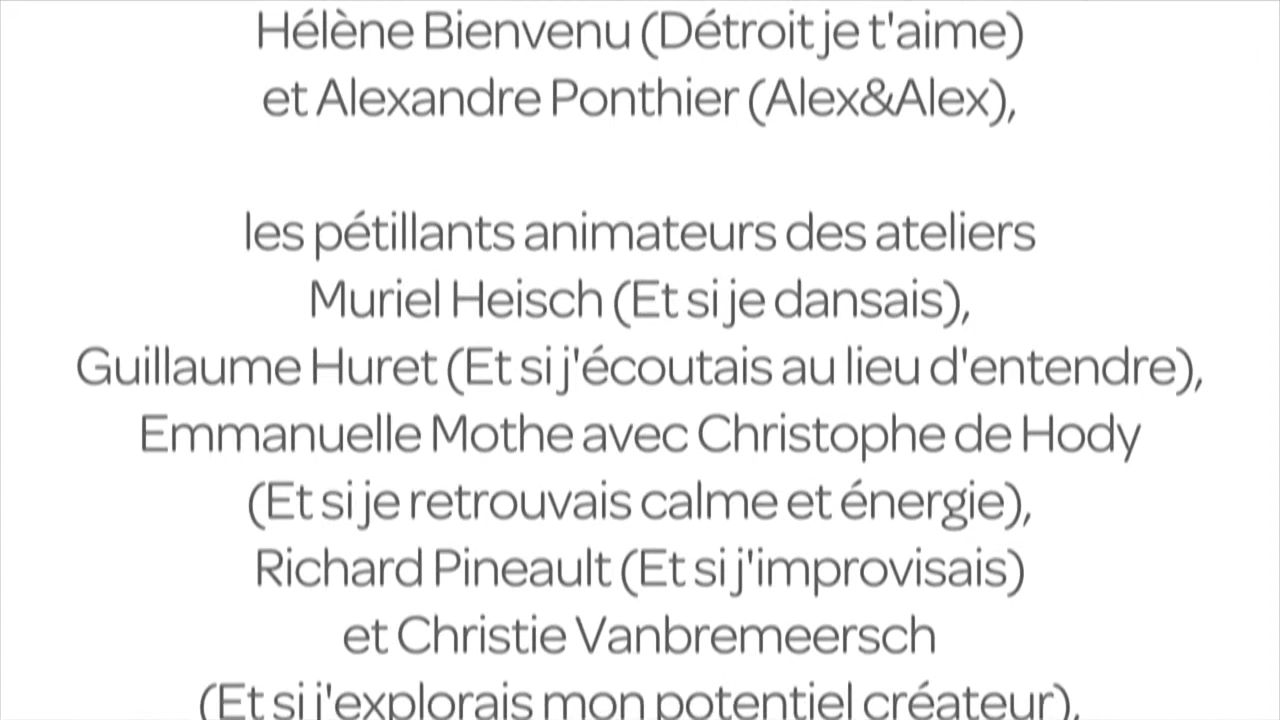 Hélène Bienvenu (Détroit je t'aime)
et Alexandre Ponthier (Alex&Alex),
les pétillants animateurs des ateliers
Muriel Heisch (Et si je dansais),
Guillaume Huret (Et si j'écoutais au lieu d'entendre),
Emmanuelle Mothe avec Christophe de Hody
(Et si je retrouvais calme et énergie),
Richard Pineault (Et si j'improvisais)
et Christie Vanbremeersch
(Et si j'explorais mon potentiel créateur),